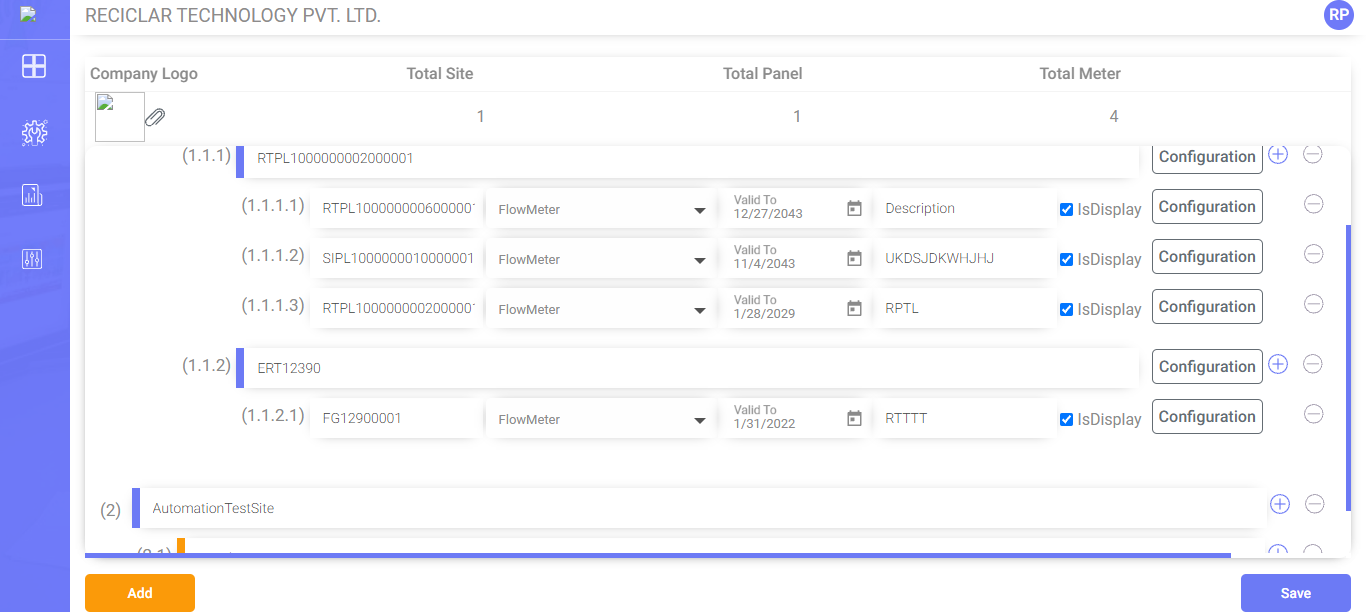 RECICLAR TECHNOLOGY PVT. LTD.
RP
Company Logo Total Site Total Panel Total Meter
1 1 4
(1.1.1) RTPL1000000002000001 Configuration
(1.1.1.1) FlowMeter Valid To 12/27/2043 Description IsDisplay Configuration
(1.1.1.2) SIPL1000000010000001 FlowMeter Valid To 11/4/2043 UKDSJDKWHJHJ IsDisplay Configuration
(1.1.1.3) FlowMeter Valid To 1/28/2029 RPTL IsDisplay Configuration
(1.1.2) ERT12390 Configuration
(1.1.2.1) FG12900001 FlowMeter Valid To 1/31/2022 RTTTT IsDisplay Configuration
(2) AutomationTestSite
Add Save